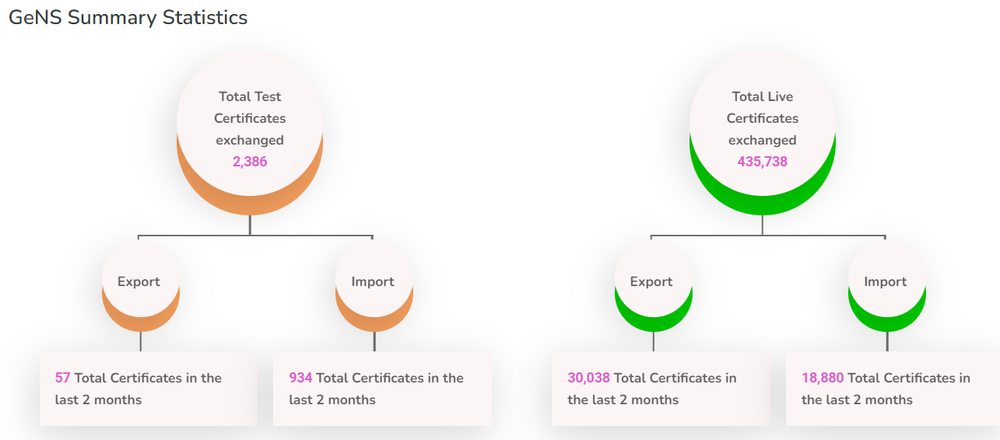 GeNS Summary Statistics
Total Test
Certificates
exchanged
2,386
Export
57 Total Certificates in the
last 2 months
Import
934 Total Certificates in the
last 2 months
Total Live
Certificates
exchanged
435,738
Export
30,038 Total Certificates in
the last 2 months
Import
18,880 Total Certificates in
the last 2 months